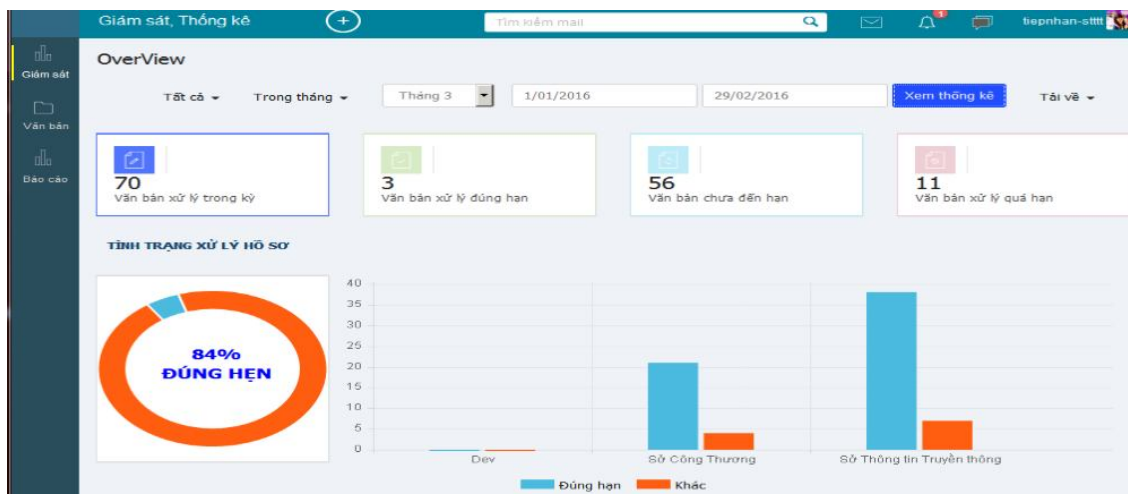 Giám sát, Thống kê
Tìm kiếm mail
1
tiepnhan-stttt
Giám sát
Văn bản
Báo cáo
OverView
Tất cả
Trong tháng
Tháng 3
1/01/2016
29/02/2016
Xem thống kê
Tải về
70
Văn bản xử lý trong kỳ
3
Văn bản xử lý đúng hạn
56
Văn bản chưa đến hạn
11
Văn bản xử lý quá hạn
TÌNH TRẠNG XỬ LÝ HỒ SƠ
84%
ĐÚNG HẸN
40
35
30
25
20
15
10
5
0
Dev
Sở Công Thương
Sở Thông tin Truyền thông
Đúng hạn
Khác